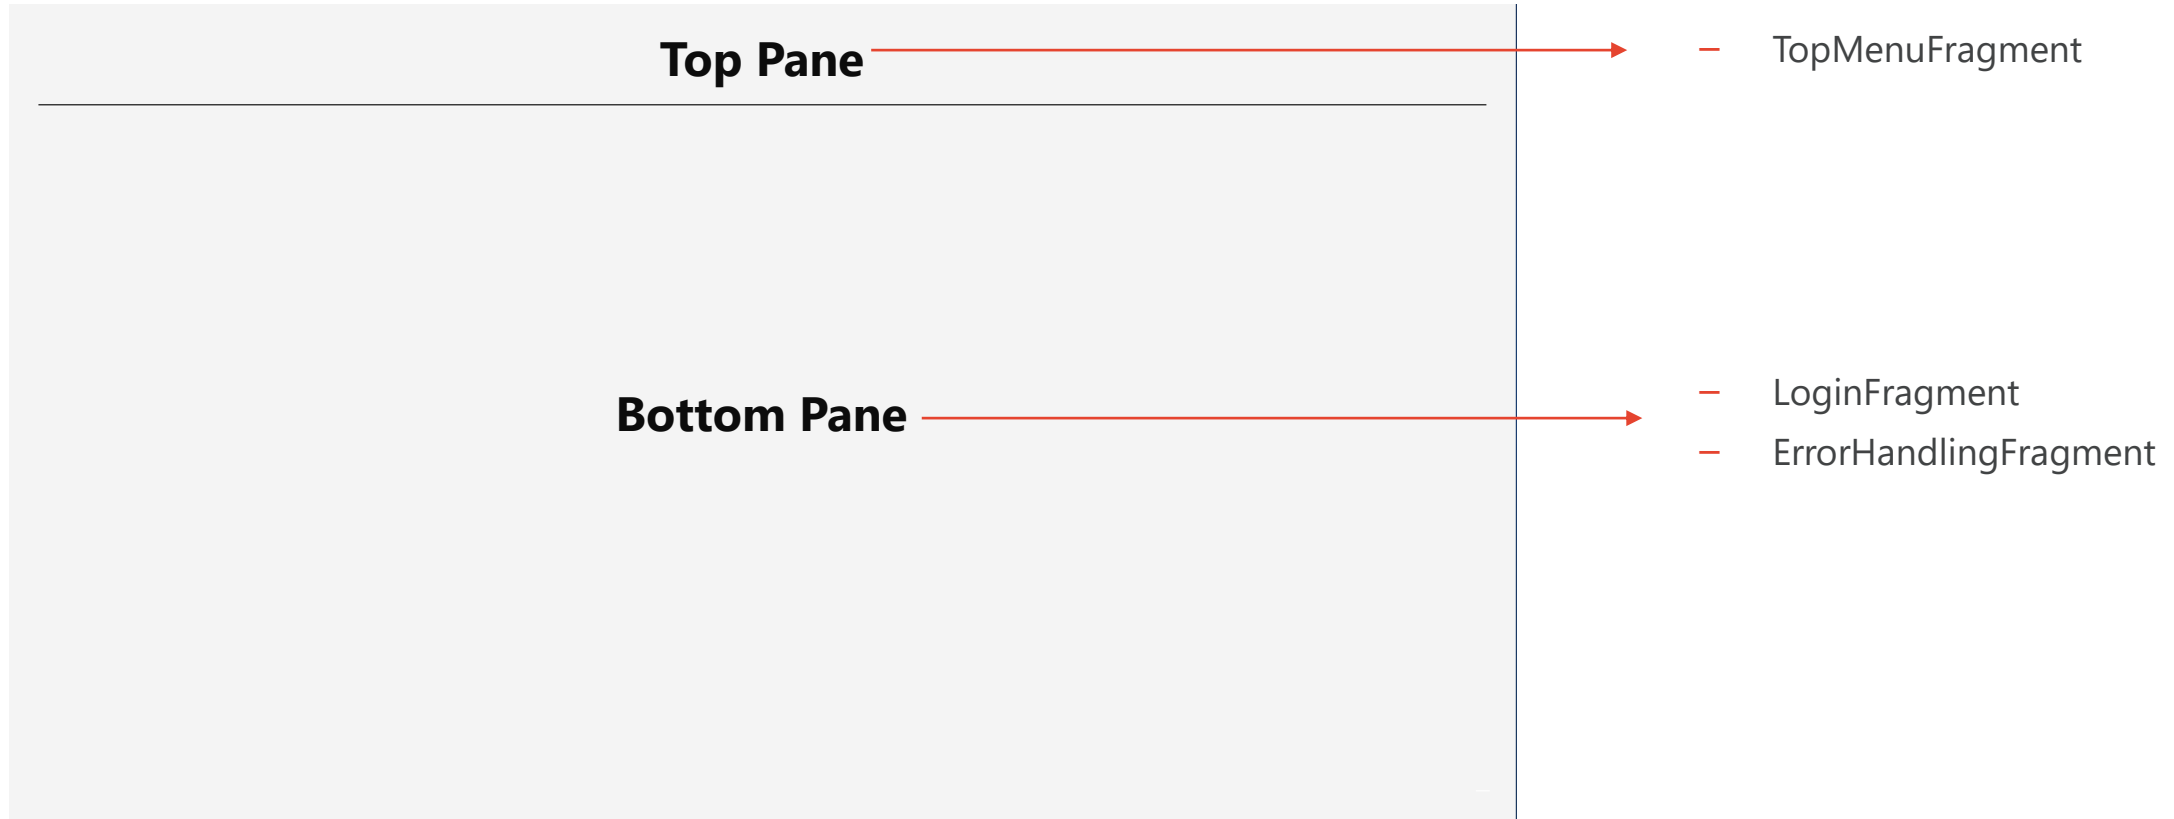 Top Pane
– TopMenuFragment
Bottom Pane
– LoginFragment
– ErrorHandlingFragment